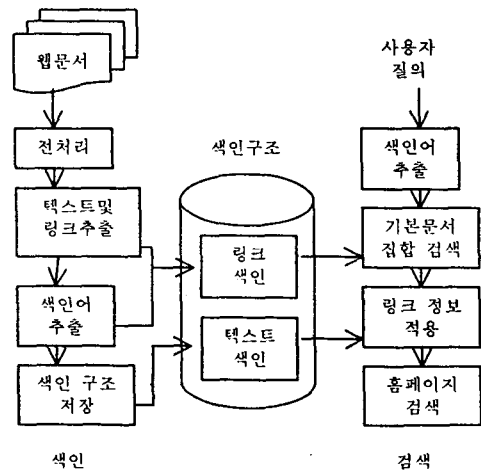 웹문서
전처리
텍스트및
링크추출
색인어
추출
색인 구조
저장
색인
색인구조
링크
색인
텍스트
색인
사용자
질의
색인어
추출
기본문서
집합 검색
링크 정보
적용
홈페이지
검색
검색